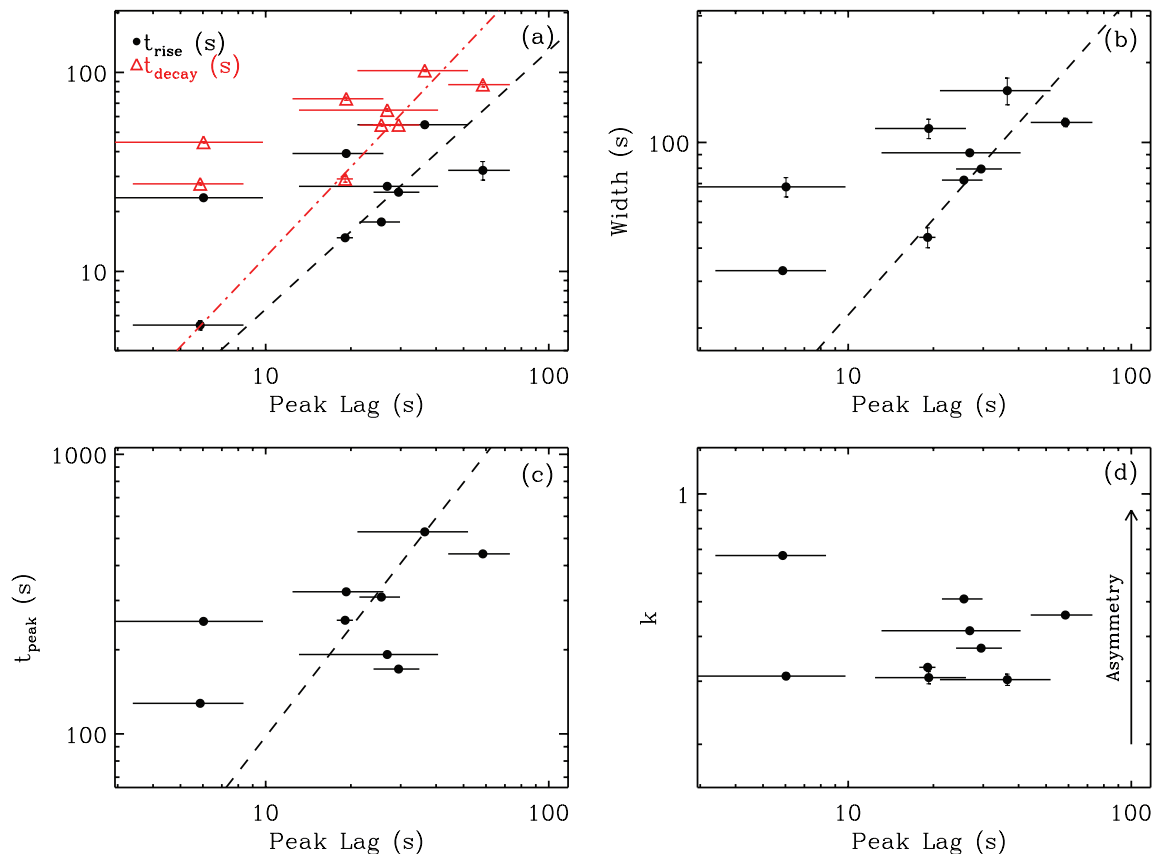 (a)
t_rise (s)
t_decay (s)
100
10
10 100
Peak Lag (s)
(b)
Width (s)
100
10 100
Peak Lag (s)
(c)
t_peak (s)
1000
100
10 100
Peak Lag (s)
(d)
k
1
Asymmetry
10 100
Peak Lag (s)